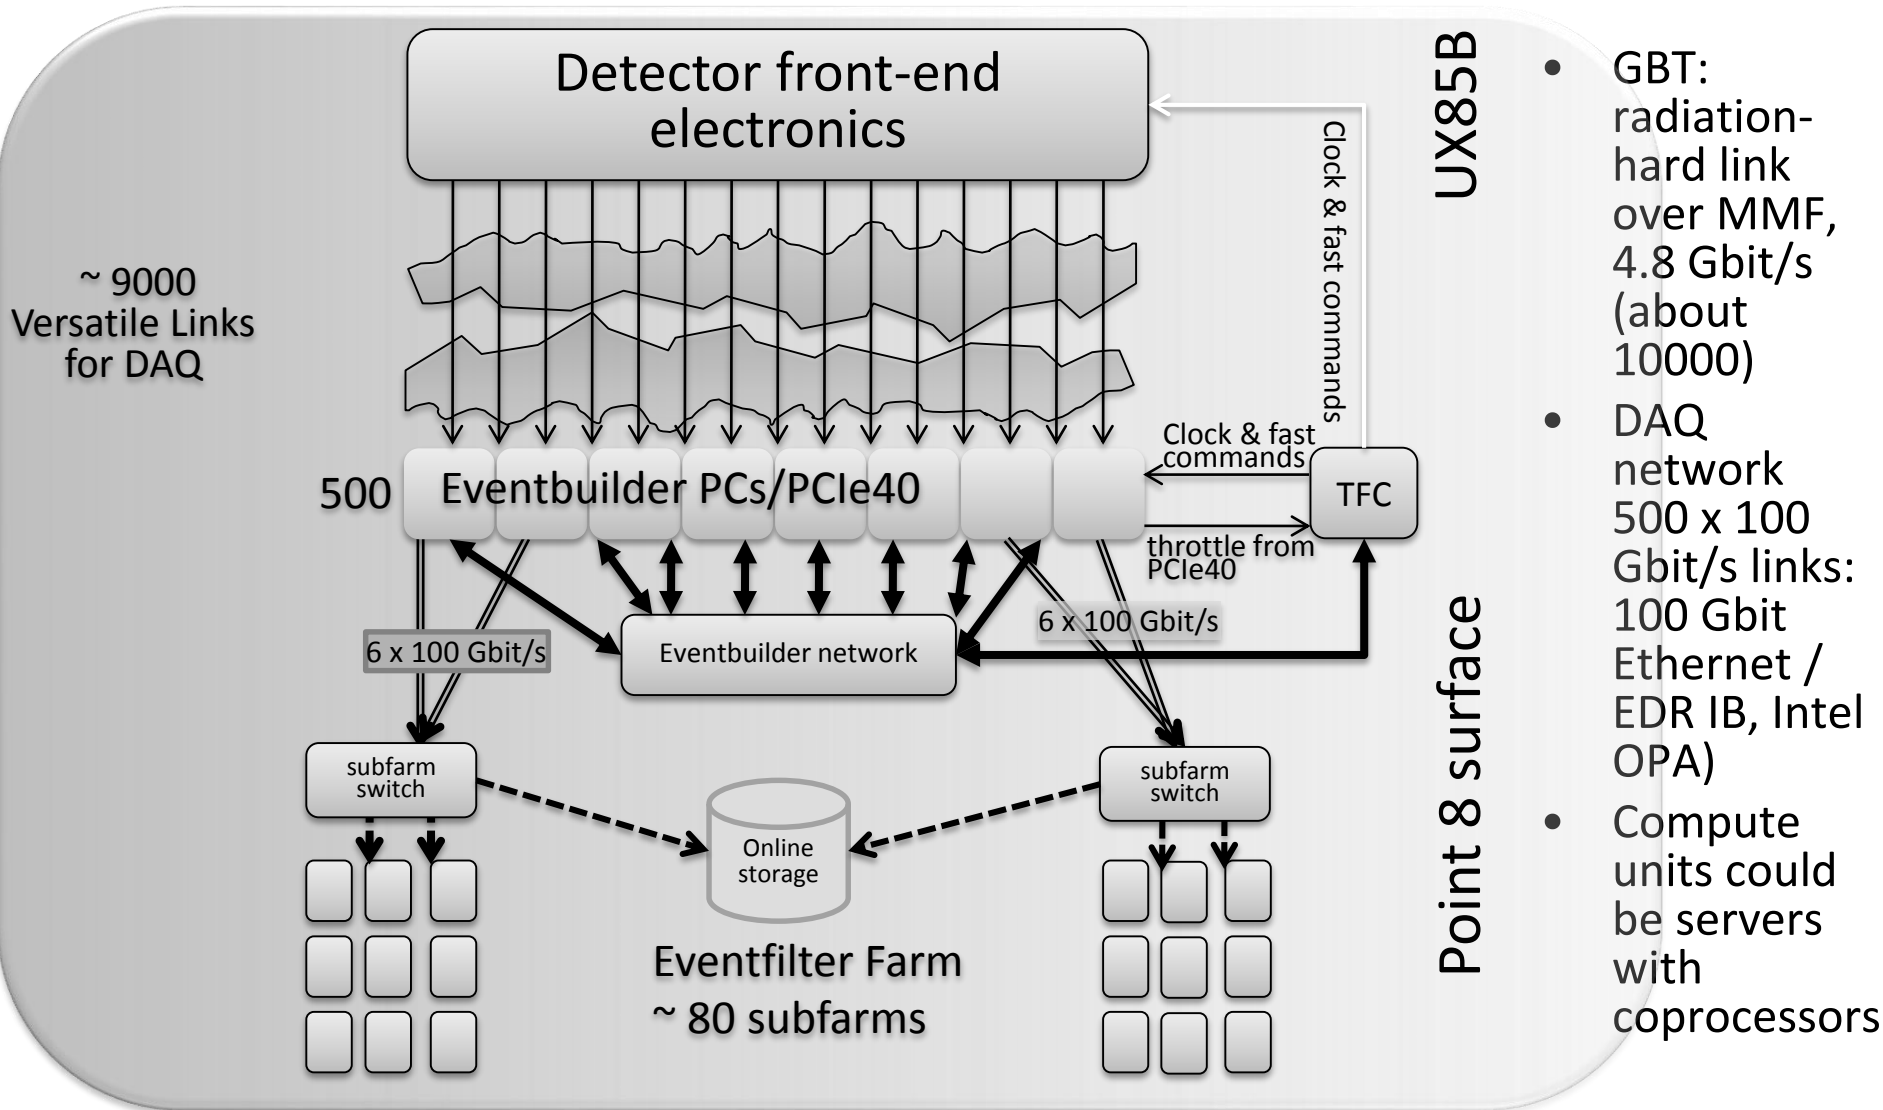 Detector front-end
electronics
UX85B
Clock & fast commands
~ 9000
Versatile Links
for DAQ
500
Eventbuilder PCs/PCIe40
Clock & fast
commands
TFC
throttle from
PCIe40
6 x 100 Gbit/s
Eventbuilder network
6 x 100 Gbit/s
Point 8 surface
subfarm
switch
subfarm
switch
Online
storage
Eventfilter Farm
~ 80 subfarms
• GBT:
radiation-
hard link
over MMF,
4.8 Gbit/s
(about
10000)
• DAQ
network
500 x 100
Gbit/s links:
100 Gbit
Ethernet /
EDR IB, Intel
OPA)
• Compute
units could
be servers
with
coprocessors